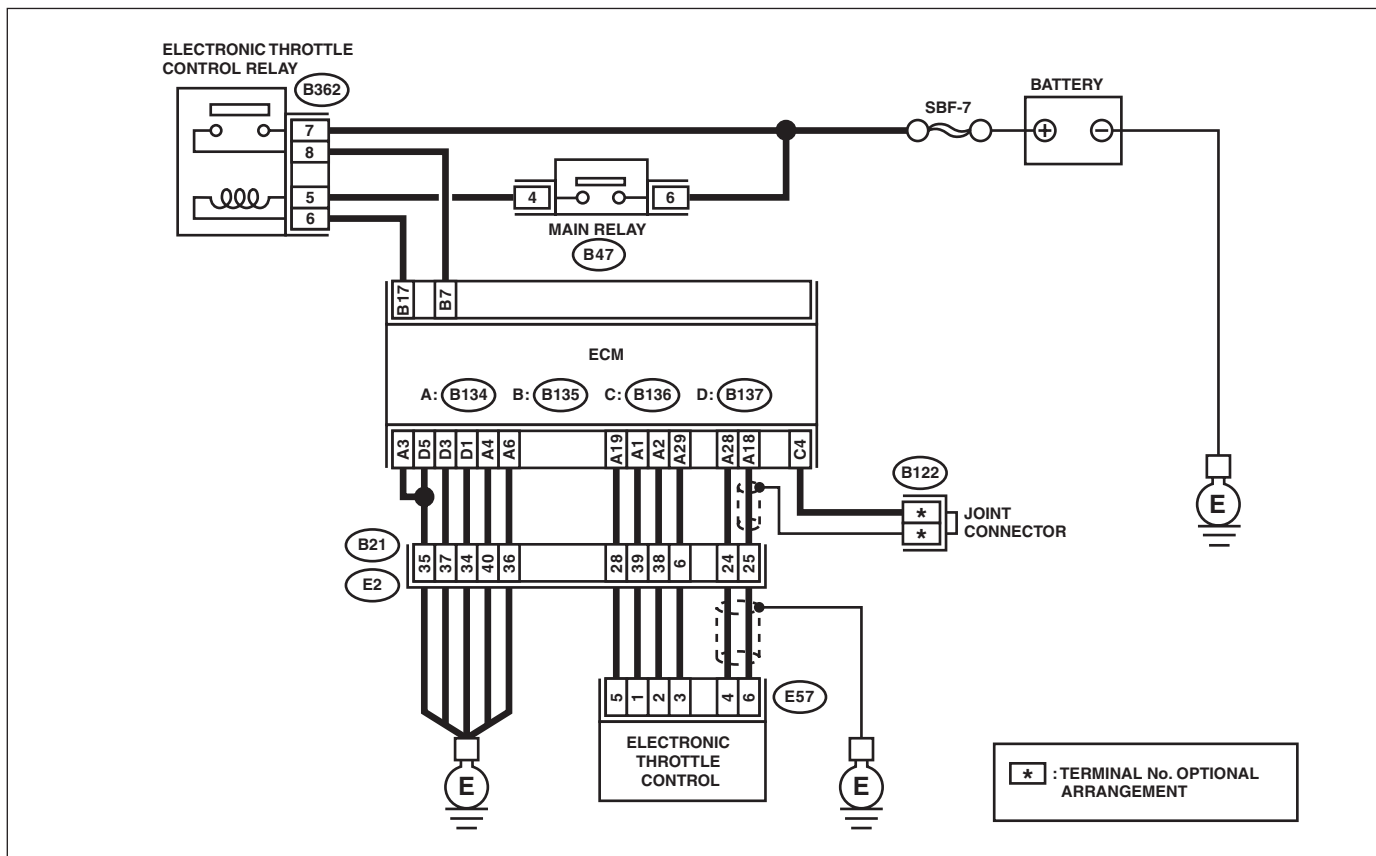 ELECTRONIC THROTTLE
CONTROL RELAY
B362
BATTERY
SBF-7
7
8
5
6
4
6
MAIN RELAY
B47
B17 B7
ECM
A: B134 B: B135 C: B136 D: B137
A3 D5 D3 D1 A4 A6 A19 A1 A2 A29 A28 A18 C4
B122
*
*
JOINT
CONNECTOR
E
B21
E2
35 37 34 40 36 28 39 38 6 24 25
5 1 2 3 4 6
E57
ELECTRONIC
THROTTLE
CONTROL
E
E
* : TERMINAL No. OPTIONAL
ARRANGEMENT